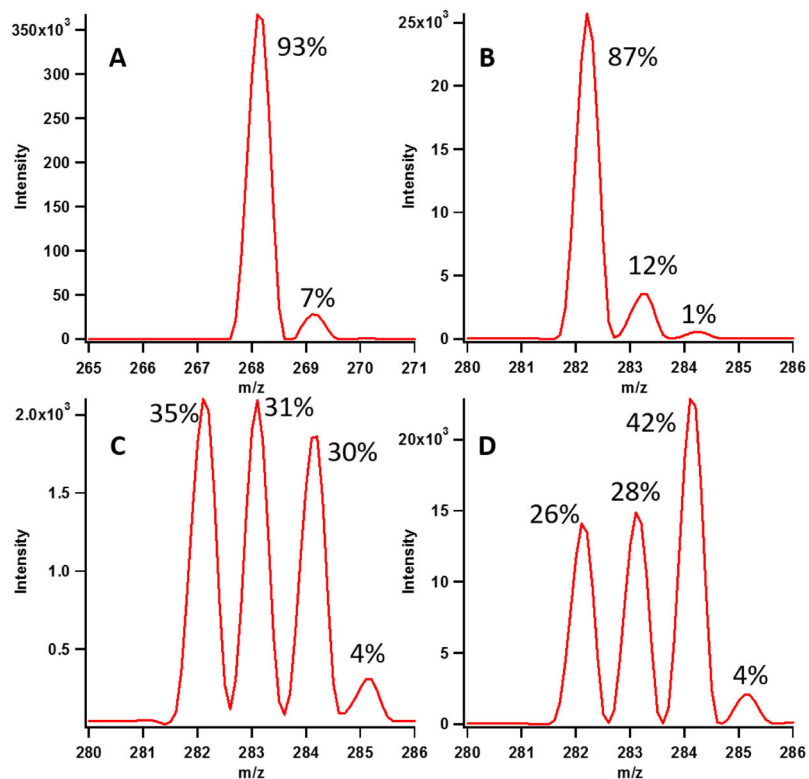 350x10³
300
250
200
150
100
50
0
Intensity
A
93%
7%
265 266 267 268 269 270 271
m/z
25x10³
20
15
10
5
0
Intensity
B
87%
12%
1%
280 281 282 283 284 285 286
m/z
2.0x10³
1.5
1.0
0.5
Intensity
C
35%
31%
30%
4%
280 281 282 283 284 285 286
m/z
20x10³
15
10
5
0
Intensity
D
26%
28%
42%
4%
280 281 282 283 284 285 286
m/z